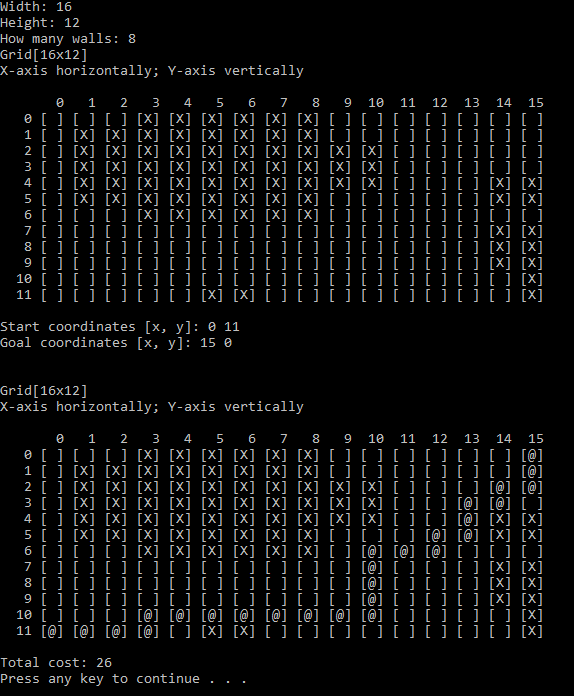 Width: 16
Height: 12
How many walls: 8
Grid[16x12]
X-axis horizontally; Y-axis vertically
0 1 2 3 4 5 6 7 8 9 10 11 12 13 14 15
0 [ ] [ ] [ ] [X] [X] [X] [X] [X] [X] [ ] [ ] [ ] [ ] [ ] [ ] [ ]
1 [ ] [X] [X] [X] [X] [X] [X] [X] [X] [ ] [ ] [ ] [ ] [ ] [ ] [ ]
2 [ ] [X] [X] [X] [X] [X] [X] [X] [X] [X] [X] [ ] [ ] [ ] [ ] [ ]
3 [ ] [X] [X] [X] [X] [X] [X] [X] [X] [X] [X] [ ] [ ] [ ] [ ] [ ]
4 [ ] [X] [X] [X] [X] [X] [X] [X] [X] [X] [X] [ ] [ ] [ ] [X] [X]
5 [ ] [X] [X] [X] [X] [X] [X] [X] [X] [ ] [ ] [ ] [ ] [ ] [X] [X]
6 [ ] [ ] [ ] [X] [X] [X] [X] [X] [X] [ ] [ ] [ ] [ ] [ ] [ ] [ ]
7 [ ] [ ] [ ] [ ] [ ] [ ] [ ] [ ] [ ] [ ] [ ] [ ] [ ] [ ] [X] [X]
8 [ ] [ ] [ ] [ ] [ ] [ ] [ ] [ ] [ ] [ ] [ ] [ ] [ ] [ ] [X] [X]
9 [ ] [ ] [ ] [ ] [ ] [ ] [ ] [ ] [ ] [ ] [ ] [ ] [ ] [ ] [X] [X]
10 [ ] [ ] [ ] [ ] [ ] [ ] [ ] [ ] [ ] [ ] [ ] [ ] [ ] [ ] [ ] [X]
11 [ ] [ ] [ ] [ ] [ ] [X] [X] [ ] [ ] [ ] [ ] [ ] [ ] [ ] [ ] [X]
Start coordinates [x, y]: 0 11
Goal coordinates [x, y]: 15 0
Grid[16x12]
X-axis horizontally; Y-axis vertically
0 1 2 3 4 5 6 7 8 9 10 11 12 13 14 15
0 [ ] [ ] [ ] [X] [X] [X] [X] [X] [X] [ ] [ ] [ ] [ ] [ ] [ ] [@]
1 [ ] [X] [X] [X] [X] [X] [X] [X] [X] [ ] [ ] [ ] [ ] [ ] [ ] [@]
2 [ ] [X] [X] [X] [X] [X] [X] [X] [X] [X] [X] [ ] [ ] [ ] [@] [@]
3 [ ] [X] [X] [X] [X] [X] [X] [X] [X] [X] [X] [ ] [ ] [@] [@] [ ]
4 [ ] [X] [X] [X] [X] [X] [X] [X] [X] [X] [X] [ ] [ ] [@] [X] [X]
5 [ ] [X] [X] [X] [X] [X] [X] [X] [X] [ ] [ ] [ ] [@] [@] [X] [X]
6 [ ] [ ] [ ] [X] [X] [X] [X] [X] [X] [ ] [@] [@] [@] [ ] [ ] [ ]
7 [ ] [ ] [ ] [ ] [ ] [ ] [ ] [ ] [ ] [ ] [@] [ ] [ ] [ ] [X] [X]
8 [ ] [ ] [ ] [ ] [ ] [ ] [ ] [ ] [ ] [ ] [@] [ ] [ ] [ ] [X] [X]
9 [ ] [ ] [ ] [ ] [ ] [ ] [ ] [ ] [ ] [ ] [@] [ ] [ ] [ ] [X] [X]
10 [ ] [ ] [ ] [@] [@] [@] [@] [@] [@] [@] [@] [ ] [ ] [ ] [ ] [X]
11 [@] [@] [@] [@] [ ] [X] [X] [ ] [ ] [ ] [ ] [ ] [ ] [ ] [ ] [X]
Total cost: 26
Press any key to continue . . .